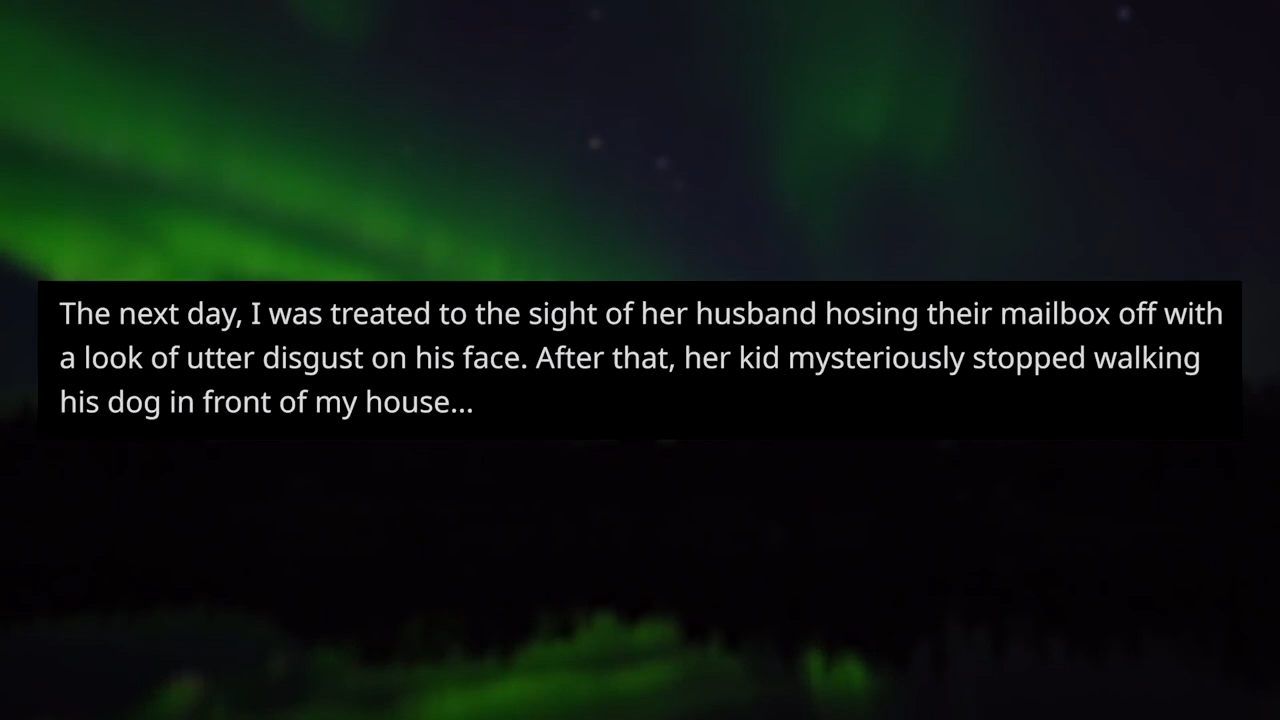 The next day, I was treated to the sight of her husband hosing their mailbox off with
a look of utter disgust on his face. After that, her kid mysteriously stopped walking
his dog in front of my house...